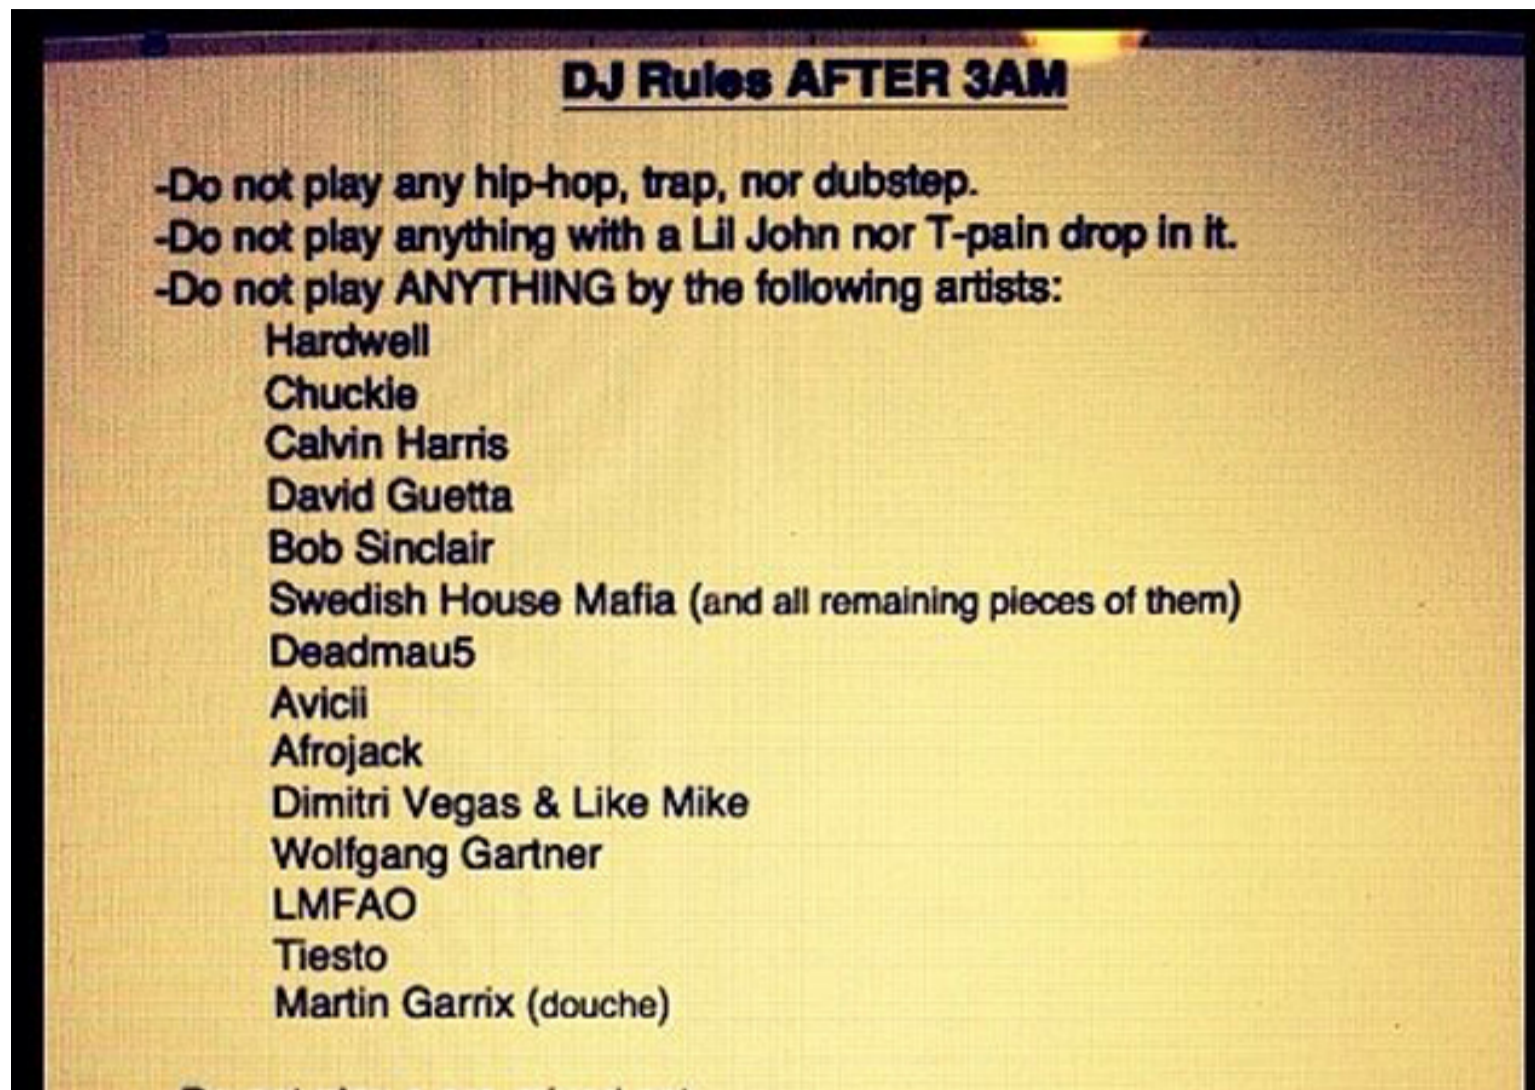 DJ Rules AFTER 3AM
-Do not play any hip-hop, trap, nor dubstep.
-Do not play anything with a Lil John nor T-pain drop in it.
-Do not play ANYTHING by the following artists:
Hardwell
Chuckie
Calvin Harris
David Guetta
Bob Sinclair
Swedish House Mafia (and all remaining pieces of them)
Deadmau5
Avicii
Afrojack
Dimitri Vegas & Like Mike
Wolfgang Gartner
LMFAO
Tiesto
Martin Garrix (douche)